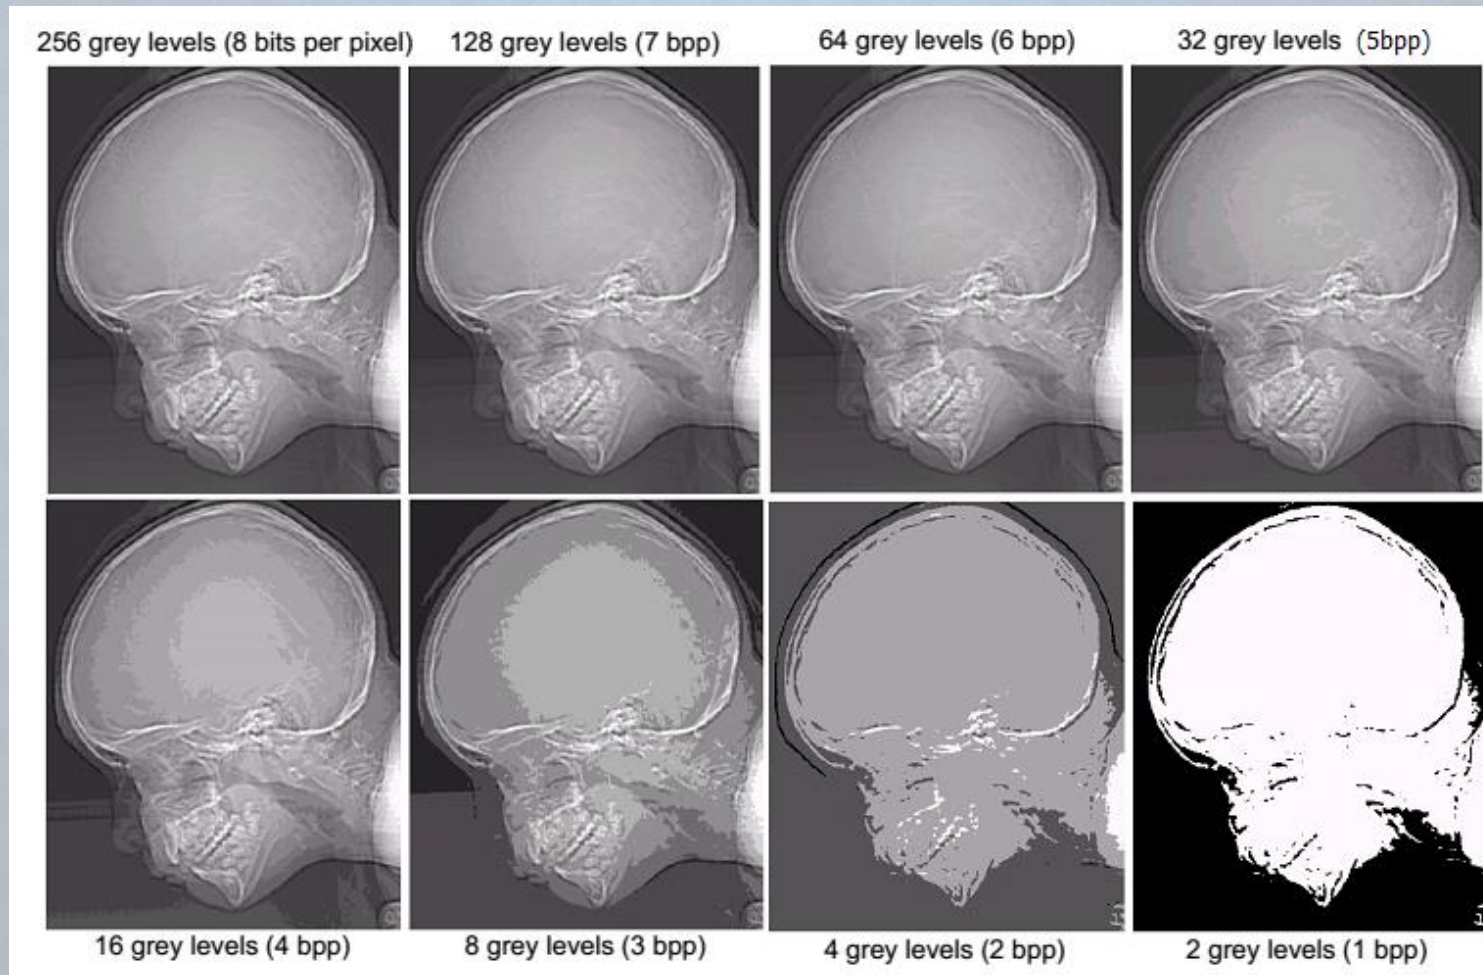 256 grey levels (8 bits per pixel)
128 grey levels (7 bpp)
64 grey levels (6 bpp)
32 grey levels (5bpp)
16 grey levels (4 bpp)
8 grey levels (3 bpp)
4 grey levels (2 bpp)
2 grey levels (1 bpp)